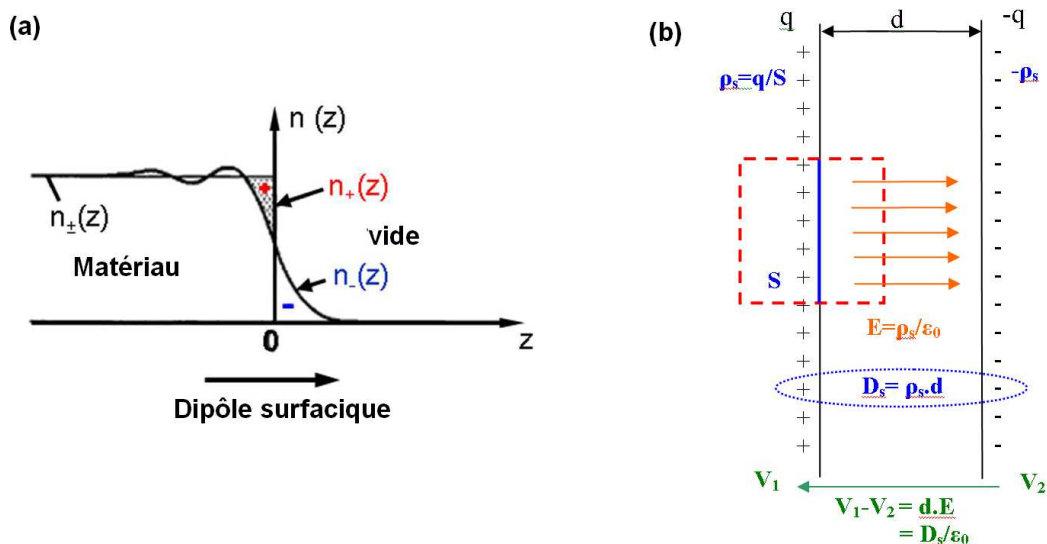 (a)
n (z)
n₊(z)
n±(z)
vide
Matériau
n₋(z)
+
-
0
z
Dipôle surfacique
(b)
q
d
-q
ρₛ=q/S
-ρₛ
S
E=ρₛ/ε₀
Dₛ= ρₛ.d
V₁
V₂
V₁-V₂ = d.E
= Dₛ/ε₀